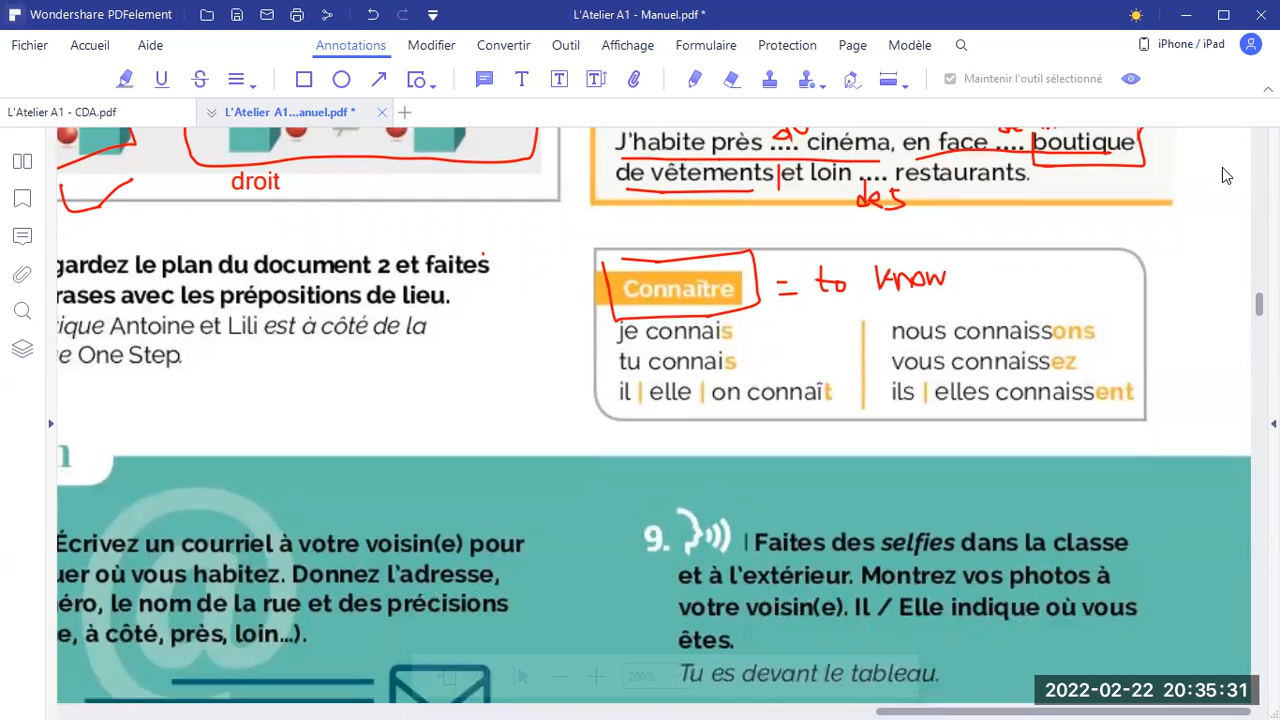 Wondershare PDFelement
L'Atelier A1 - Manuel.pdf *
Fichier Accueil Aide Annotations Modifier Convertir Outil Affichage Formulaire Protection Page Modèle iPhone / iPad
Maintenir l'outil sélectionné
L'Atelier A1 - CDA.pdf L'Atelier A1...anuel.pdf *
J'habite près .... cinéma, en face .... boutique
droit
de vêtements et loin .... restaurants.
des
gardez le plan du document 2 et faites
rases avec les prépositions de lieu.
ique Antoine et Lili est à côté de la
e One Step.
Connaître = to know
je connais
tu connais
il | elle | on connaît
nous connaissons
vous connaissez
ils | elles connaissent
n
Écrivez un courriel à votre voisin(e) pour
uer où vous habitez. Donnez l'adresse,
éro, le nom de la rue et des précisions
e, à côté, près, loin...).
9. | Faites des selfies dans la classe
et à l'extérieur. Montrez vos photos à
votre voisin(e). Il / Elle indique où vous
êtes.
Tu es devant le tableau.
200%
2022-02-22 20:35:31